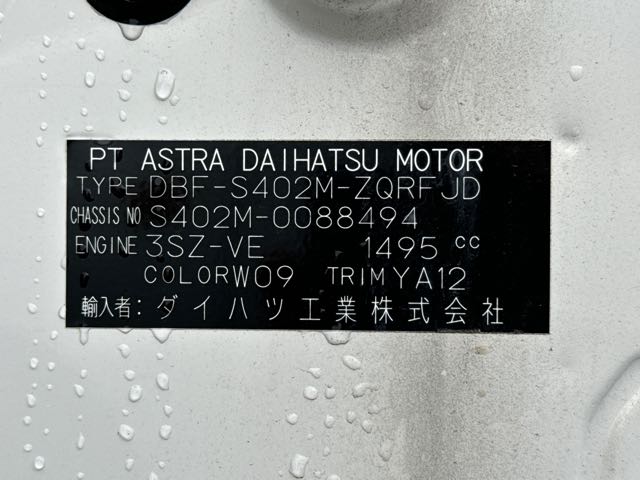 PT ASTRA DAIHATSU MOTOR
TYPE DBF-S402M-ZQRFJD
CHASSIS NO S402M-0088494
ENGINE 3SZ-VE 1495 CC
COLOR W09 TRIM YA12
輸入者: ダイハツ工業株式会社